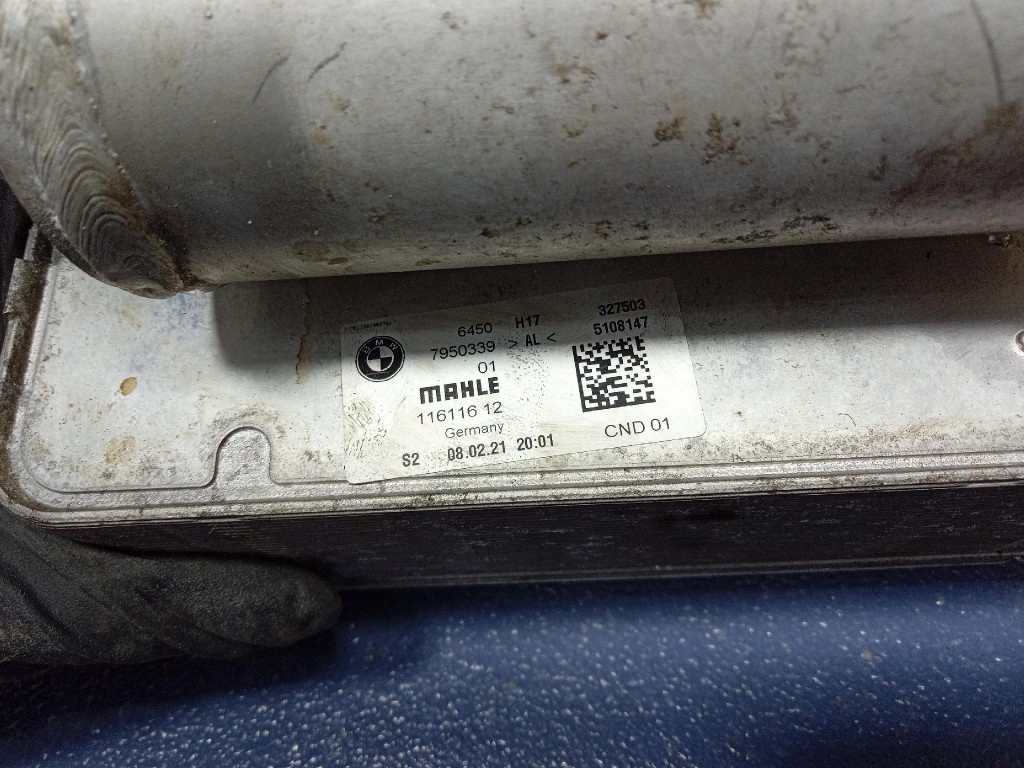 6450 H17 327503
7950339 > AL < 5108147
01
BMW
MAHLE
116116 12
Germany
S2 08.02.21 20:01 CND 01